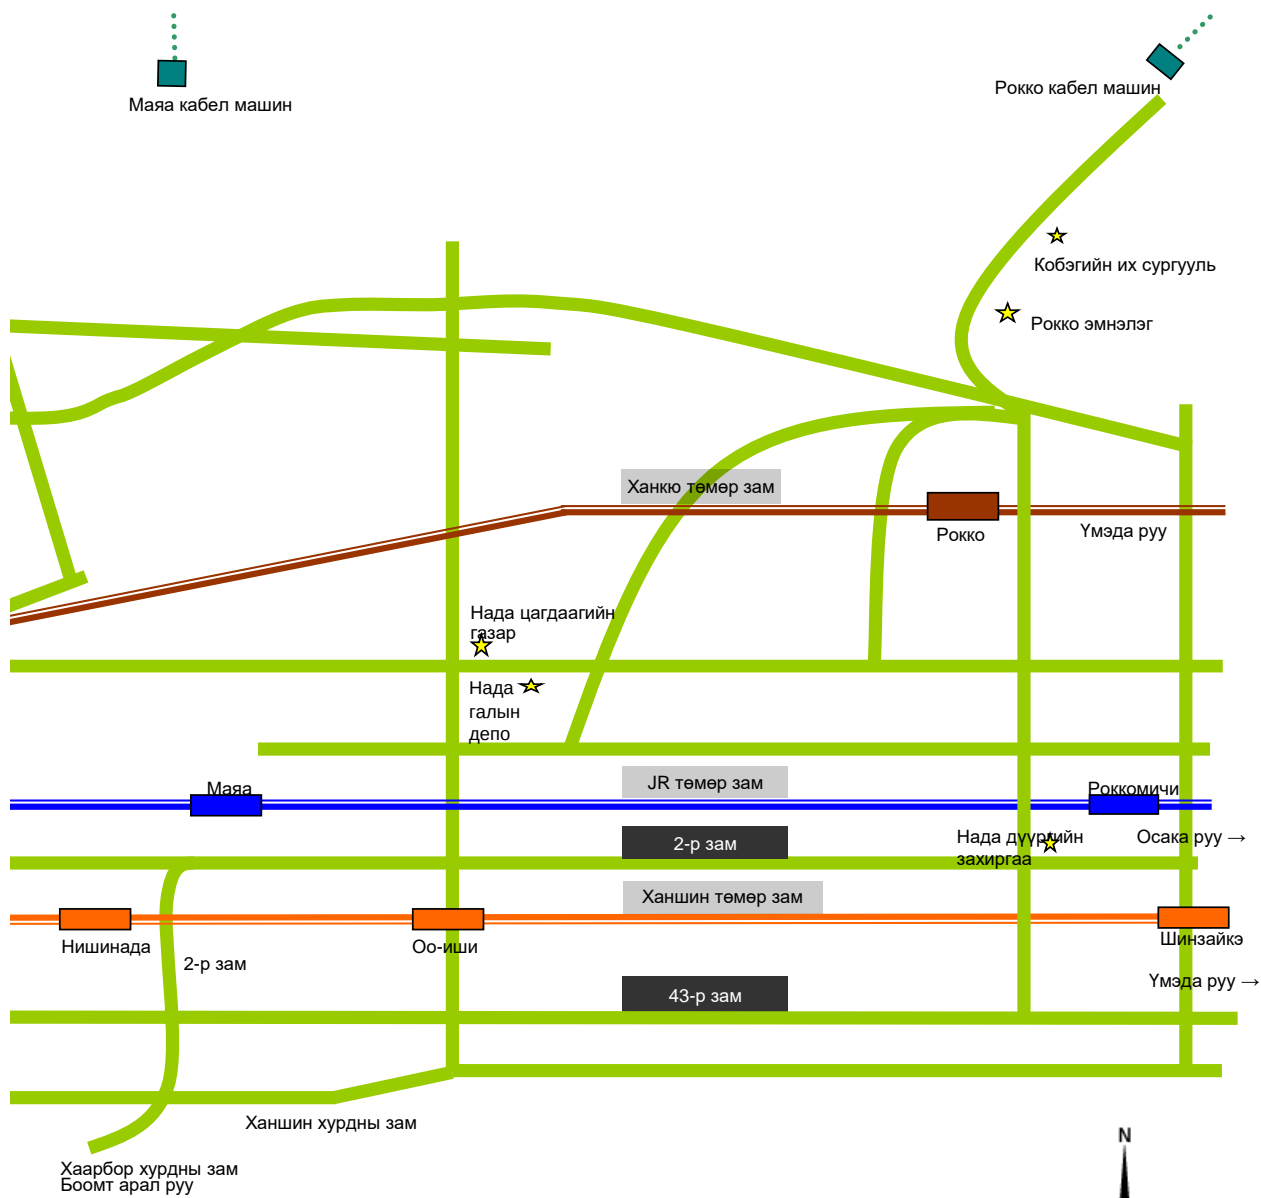 Маяа кабел машин
Рокко кабел машин
Кобэгийн их сургууль
Рокко эмнэлэг
Ханкю төмөр зам
Рокко
Үмэда руу
Нада цагдаагийн
газар
Нада
галын
депо
JR төмөр зам
Маяа
Роккомичи
2-р зам
Нада дүүргийн
захиргаа
Осака руу →
Ханшин төмөр зам
Нишинада
Оо-иши
Шинзайкэ
2-р зам
43-р зам
Үмэда руу →
Ханшин хурдны зам
Хаарбор хурдны зам
Боомт арал руу
N